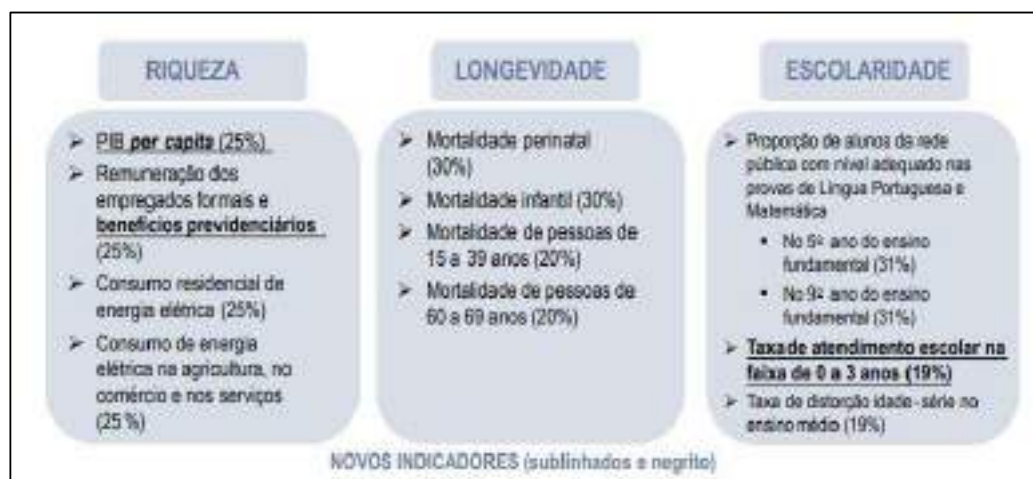 RIQUEZA
PIB per capita (25%)
Remuneração dos
empregados formais e
benefícios previdenciários
(25%)
Consumo residencial de
energia elétrica (25%)
Consumo de energia
elétrica na agricultura, no
comércio e nos serviços
(25%)
LONGEVIDADE
Mortalidade perinatal
(30%)
Mortalidade infantil (30%)
Mortalidade de pessoas de
15 a 39 anos (20%)
Mortalidade de pessoas de
60 a 69 anos (20%)
ESCOLARIDADE
Proporção de alunos da rede
pública com nível adequado nas
provas de Língua Portuguesa e
Matemática
No 5º ano do ensino
fundamental (31%)
No 9º ano do ensino
fundamental (31%)
Taxa de atendimento escolar na
faixa de 0 a 3 anos (19%)
Taxa de distorção idade-série no
ensino médio (19%)
NOVOS INDICADORES (sublinhados e negrito)